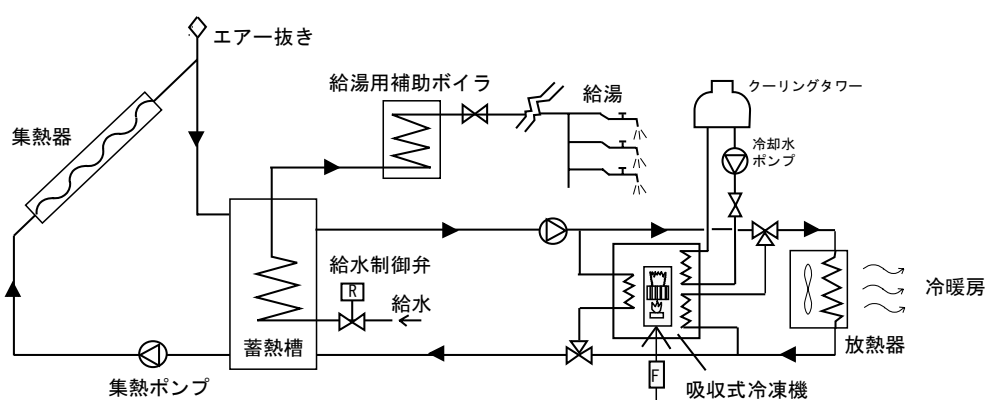 エアー抜き
給湯用補助ボイラ
給湯
クーリングタワー
集熱器
冷却水
ポンプ
給水制御弁
R
給水
冷暖房
蓄熱槽
放熱器
集熱ポンプ
F
吸収式冷凍機